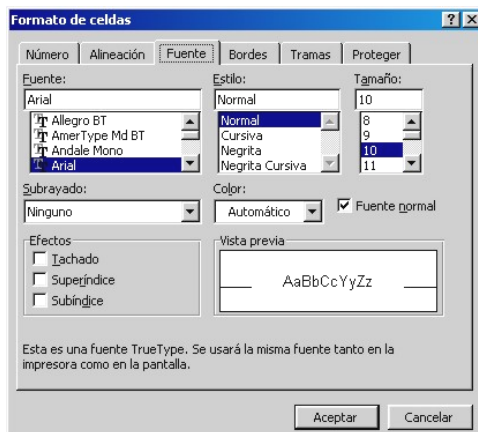 Formato de celdas
Número Alineación Fuente Bordes Tramas Proteger
Fuente: Estilo: Tamaño:
Arial Normal 10
Allegro BT Normal 8
AmerType Md BT Cursiva 9
Andale Mono Negrita 10
Arial Negrita Cursiva 11
Subrayado: Color:
Ninguno Automático Fuente normal
Efectos Vista previa
Tachado
Superíndice AaBbCcYyZz
Subíndice
Esta es una fuente TrueType. Se usará la misma fuente tanto en la
impresora como en la pantalla.
Aceptar Cancelar